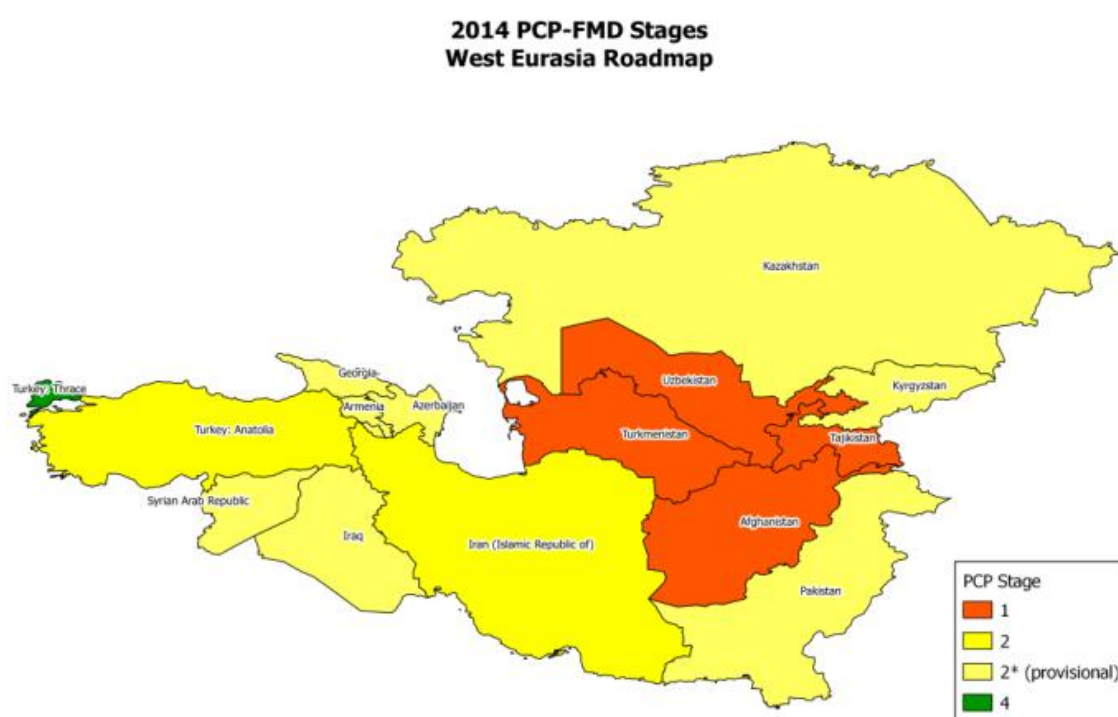 2014 PCP-FMD Stages
West Eurasia Roadmap
Kazakhstan
Georgia
Turkey: Thrace
Uzbekistan
Kyrgyzstan
Armenia
Azerbaijan
Turkey: Anatolia
Turkmenistan
Tajikistan
Syrian Arab Republic
Afghanistan
Iraq
Iran (Islamic Republic of)
Pakistan
PCP Stage
1
2
2* (provisional)
4